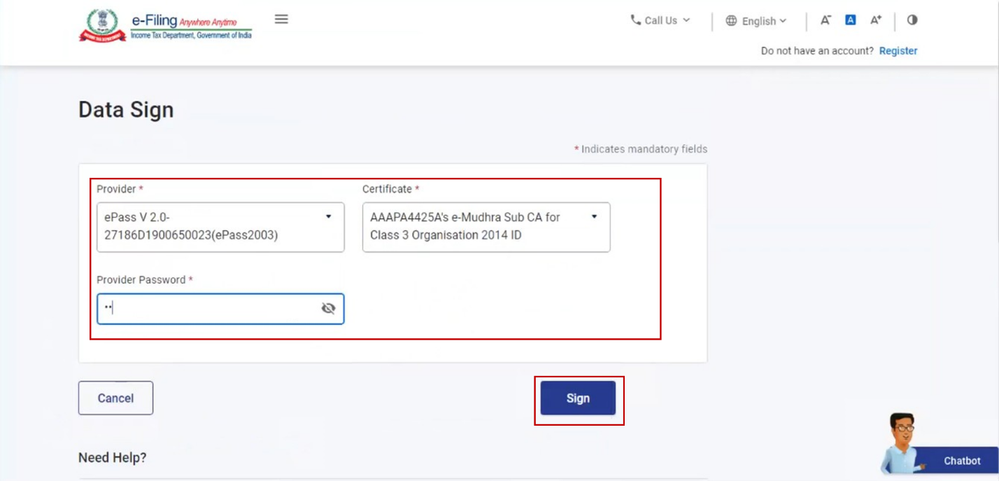 e-Filing Anywhere Anytime
Income Tax Department, Government of India
Call Us
English
A-
A
A+
Do not have an account? Register
Data Sign
* Indicates mandatory fields
Provider *
Certificate *
ePass V 2.0-
27186D1900650023(ePass2003)
AAAPA4425A's e-Mudhra Sub CA for
Class 3 Organisation 2014 ID
Provider Password *
Cancel
Sign
Need Help?
Chatbot